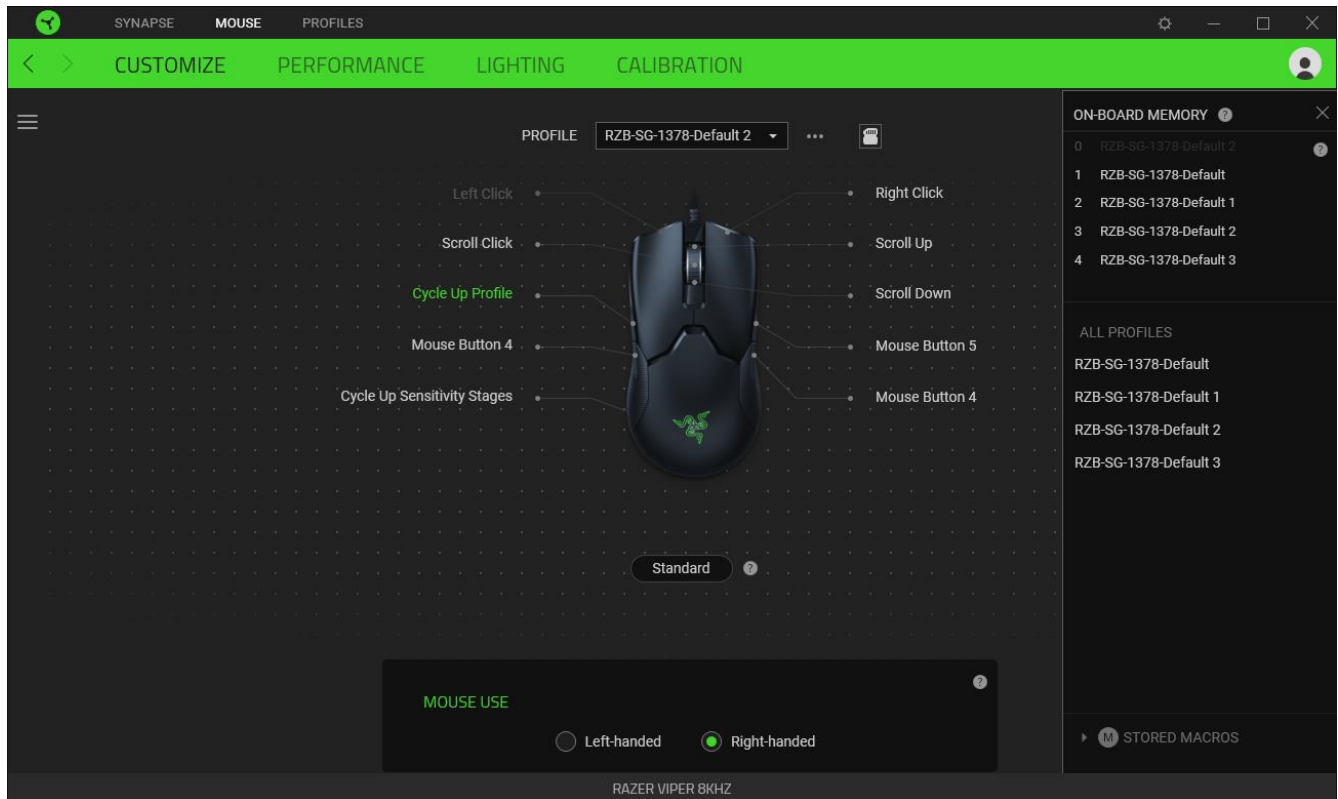 SYNAPSE MOUSE PROFILES
CUSTOMIZE PERFORMANCE LIGHTING CALIBRATION
PROFILE RZB-SG-1378-Default 2
Left Click
Scroll Click
Cycle Up Profile
Mouse Button 4
Cycle Up Sensitivity Stages
Right Click
Scroll Up
Scroll Down
Mouse Button 5
Mouse Button 4
Standard ?
MOUSE USE ?
Left-handed Right-handed
ON-BOARD MEMORY ?
0 RZB-SG-1378-Default 2 ?
1 RZB-SG-1378-Default
2 RZB-SG-1378-Default 1
3 RZB-SG-1378-Default 2
4 RZB-SG-1378-Default 3
ALL PROFILES
RZB-SG-1378-Default
RZB-SG-1378-Default 1
RZB-SG-1378-Default 2
RZB-SG-1378-Default 3
M STORED MACROS
RAZER VIPER 8KHZ